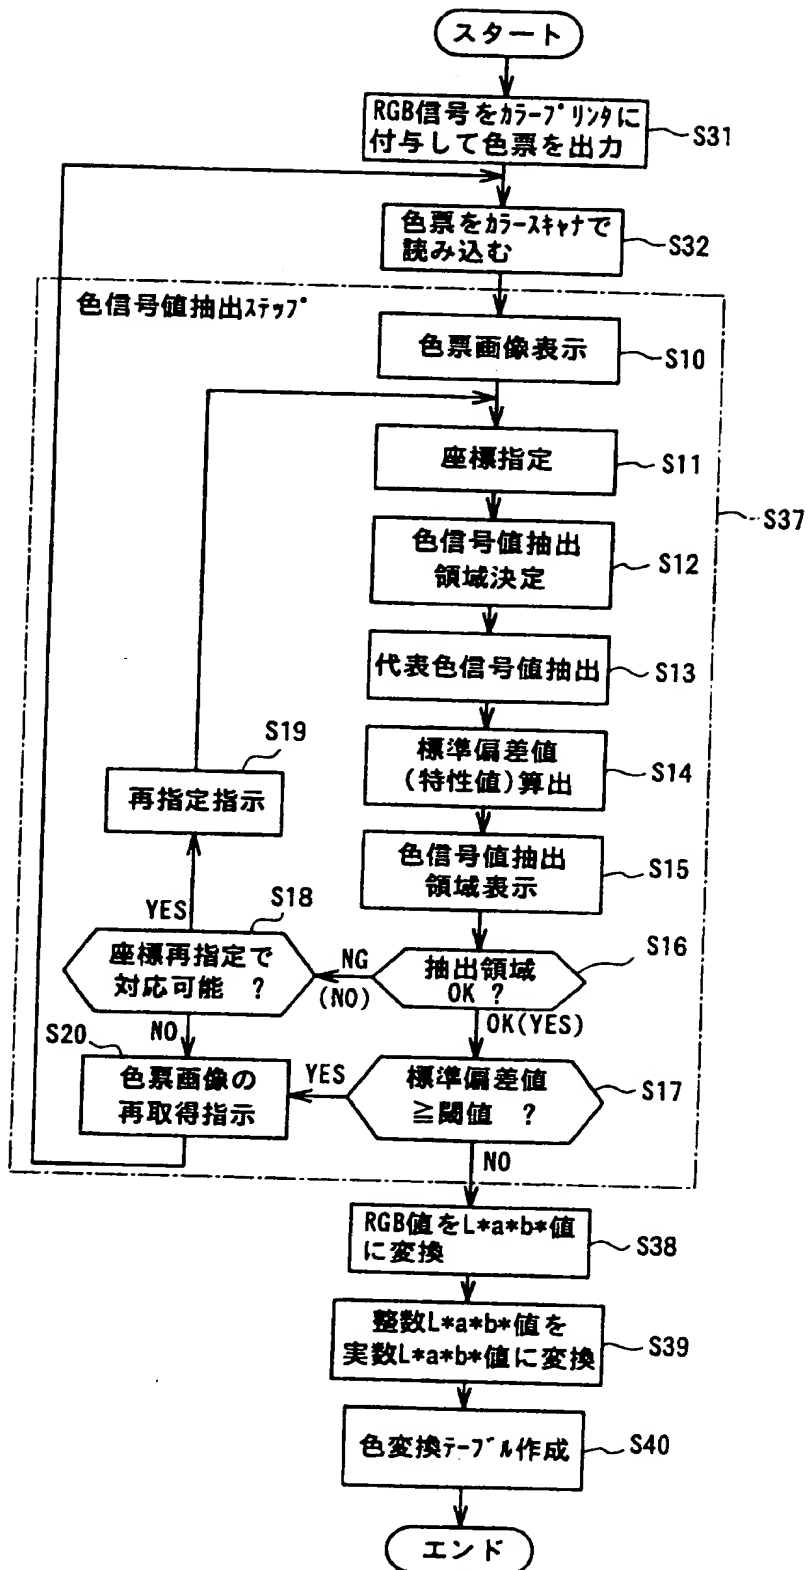 スタート
RGB信号をｶﾗｰﾌﾟﾘﾝﾀに
付与して色票を出力
S31
色票をｶﾗｰｽｷｬﾅで
読み込む
S32
色信号値抽出ｽﾃｯﾌﾟ
色票画像表示
S10
座標指定
S11
S37
色信号値抽出
領域決定
S12
代表色信号値抽出
S13
標準偏差値
(特性値)算出
S14
S19
再指定指示
色信号値抽出
領域表示
S15
YES
S18
座標再指定で
対応可能 ?
NG
(NO)
抽出領域
OK ?
S16
NO
OK(YES)
S20
色票画像の
再取得指示
YES
標準偏差値
≧閾値 ?
S17
NO
RGB値をL*a*b*値
に変換
S38
整数L*a*b*値を
実数L*a*b*値に変換
S39
色変換ﾃｰﾌﾞﾙ作成
S40
エンド